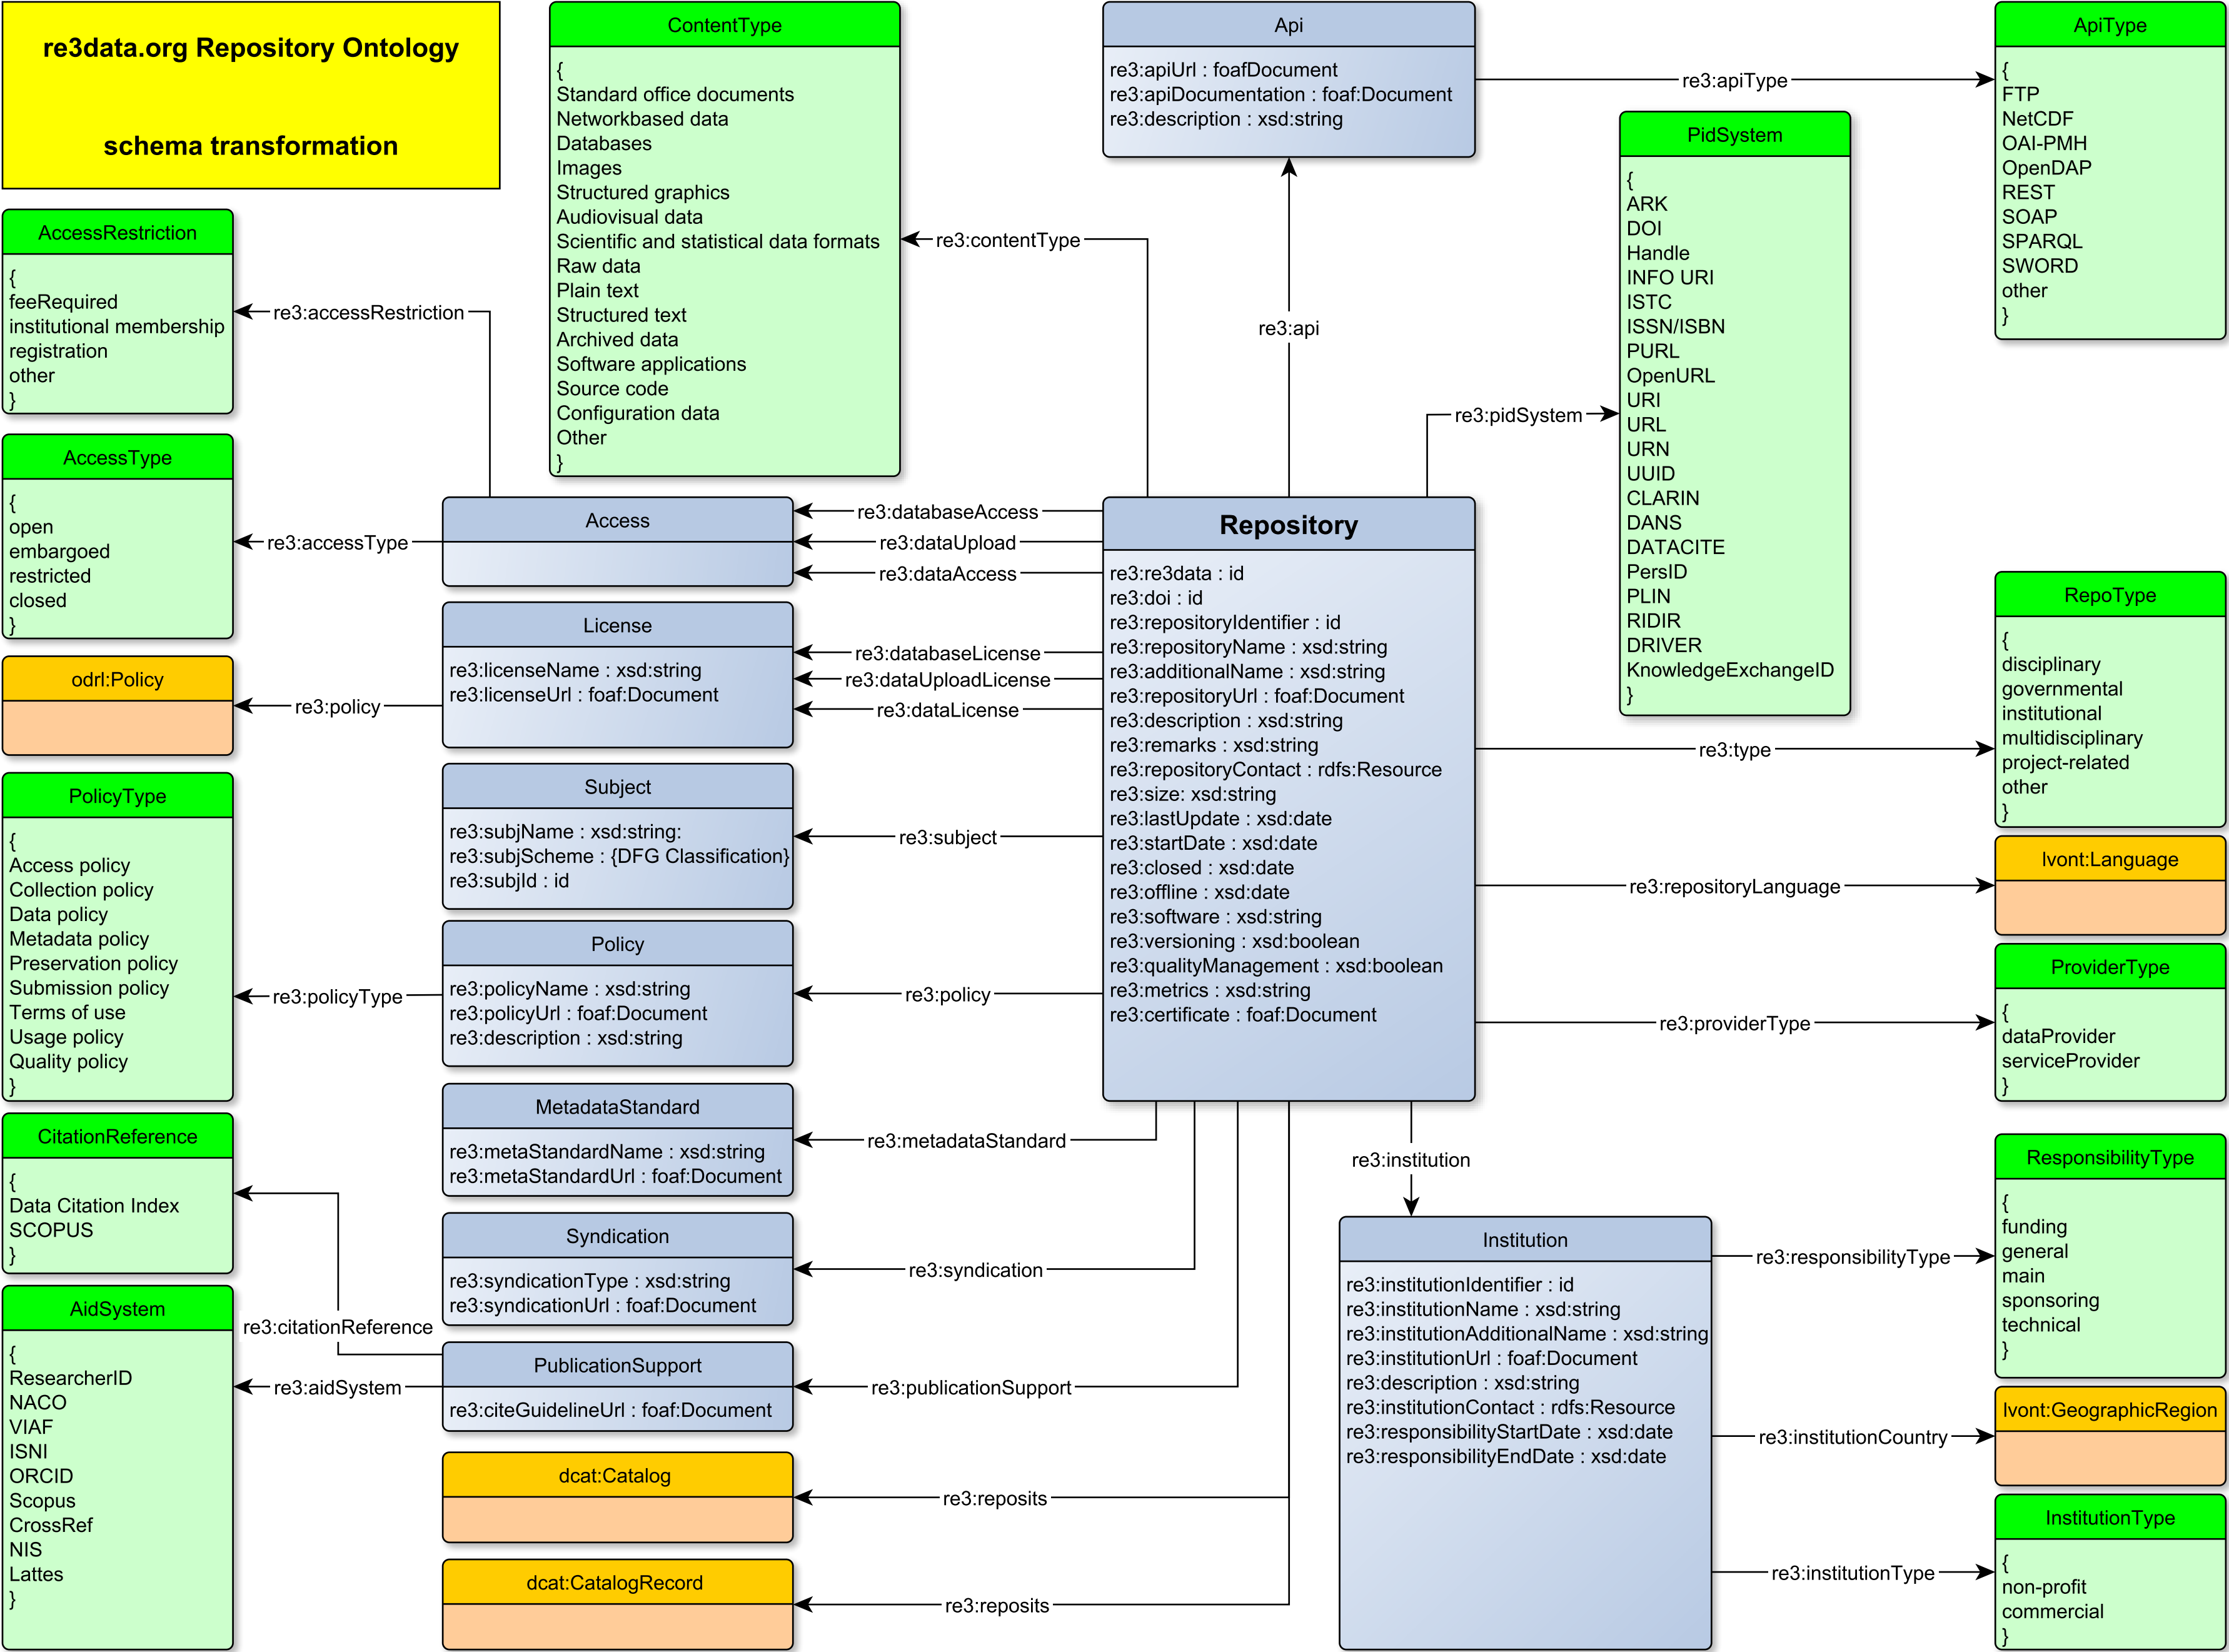 re3data.org Repository Ontology
schema transformation
ContentType
{
Standard office documents
Networkbased data
Databases
Images
Structured graphics
Audiovisual data
Scientific and statistical data formats
Raw data
Plain text
Structured text
Archived data
Software applications
Source code
Configuration data
Other
}
Api
re3:apiUrl : foafDocument
re3:apiDocumentation : foaf:Document
re3:description : xsd:string
re3:apiType
ApiType
{
FTP
NetCDF
OAI-PMH
OpenDAP
REST
SOAP
SPARQL
SWORD
other
}
PidSystem
{
ARK
DOI
Handle
INFO URI
ISTC
ISSN/ISBN
PURL
OpenURL
URI
URL
URN
UUID
CLARIN
DANS
DATACITE
PersID
PLIN
RIDIR
DRIVER
KnowledgeExchangeID
}
AccessRestriction
{
feeRequired
institutional membership
registration
other
}
re3:accessRestriction
re3:contentType
re3:api
re3:pidSystem
AccessType
{
open
embargoed
restricted
closed
}
re3:accessType
Access
re3:databaseAccess
re3:dataUpload
re3:dataAccess
Repository
re3:re3data : id
re3:doi : id
re3:repositoryIdentifier : id
re3:repositoryName : xsd:string
re3:additionalName : xsd:string
re3:repositoryUrl : foaf:Document
re3:description : xsd:string
re3:remarks : xsd:string
re3:repositoryContact : rdfs:Resource
re3:size: xsd:string
re3:lastUpdate : xsd:date
re3:startDate : xsd:date
re3:closed : xsd:date
re3:offline : xsd:date
re3:software : xsd:string
re3:versioning : xsd:boolean
re3:qualityManagement : xsd:boolean
re3:metrics : xsd:string
re3:certificate : foaf:Document
RepoType
{
disciplinary
governmental
institutional
multidisciplinary
project-related
other
}
re3:type
odrl:Policy
re3:policy
License
re3:licenseName : xsd:string
re3:licenseUrl : foaf:Document
re3:databaseLicense
re3:dataUploadLicense
re3:dataLicense
Subject
re3:subjName : xsd:string:
re3:subjScheme : {DFG Classification}
re3:subjId : id
re3:subject
re3:repositoryLanguage
lvont:Language
PolicyType
{
Access policy
Collection policy
Data policy
Metadata policy
Preservation policy
Submission policy
Terms of use
Usage policy
Quality policy
}
re3:policyType
Policy
re3:policyName : xsd:string
re3:policyUrl : foaf:Document
re3:description : xsd:string
re3:policy
re3:providerType
ProviderType
{
dataProvider
serviceProvider
}
CitationReference
{
Data Citation Index
SCOPUS
}
re3:citationReference
MetadataStandard
re3:metaStandardName : xsd:string
re3:metaStandardUrl : foaf:Document
re3:metadataStandard
re3:institution
Syndication
re3:syndicationType : xsd:string
re3:syndicationUrl : foaf:Document
re3:syndication
Institution
re3:institutionIdentifier : id
re3:institutionName : xsd:string
re3:institutionAdditionalName : xsd:string
re3:institutionUrl : foaf:Document
re3:description : xsd:string
re3:institutionContact : rdfs:Resource
re3:responsibilityStartDate : xsd:date
re3:responsibilityEndDate : xsd:date
re3:responsibilityType
ResponsibilityType
{
funding
general
main
sponsoring
technical
}
AidSystem
{
ResearcherID
NACO
VIAF
ISNI
ORCID
Scopus
CrossRef
NIS
Lattes
}
re3:aidSystem
PublicationSupport
re3:citeGuidelineUrl : foaf:Document
re3:publicationSupport
re3:institutionCountry
lvont:GeographicRegion
dcat:Catalog
re3:reposits
dcat:CatalogRecord
re3:reposits
re3:institutionType
InstitutionType
{
non-profit
commercial
}